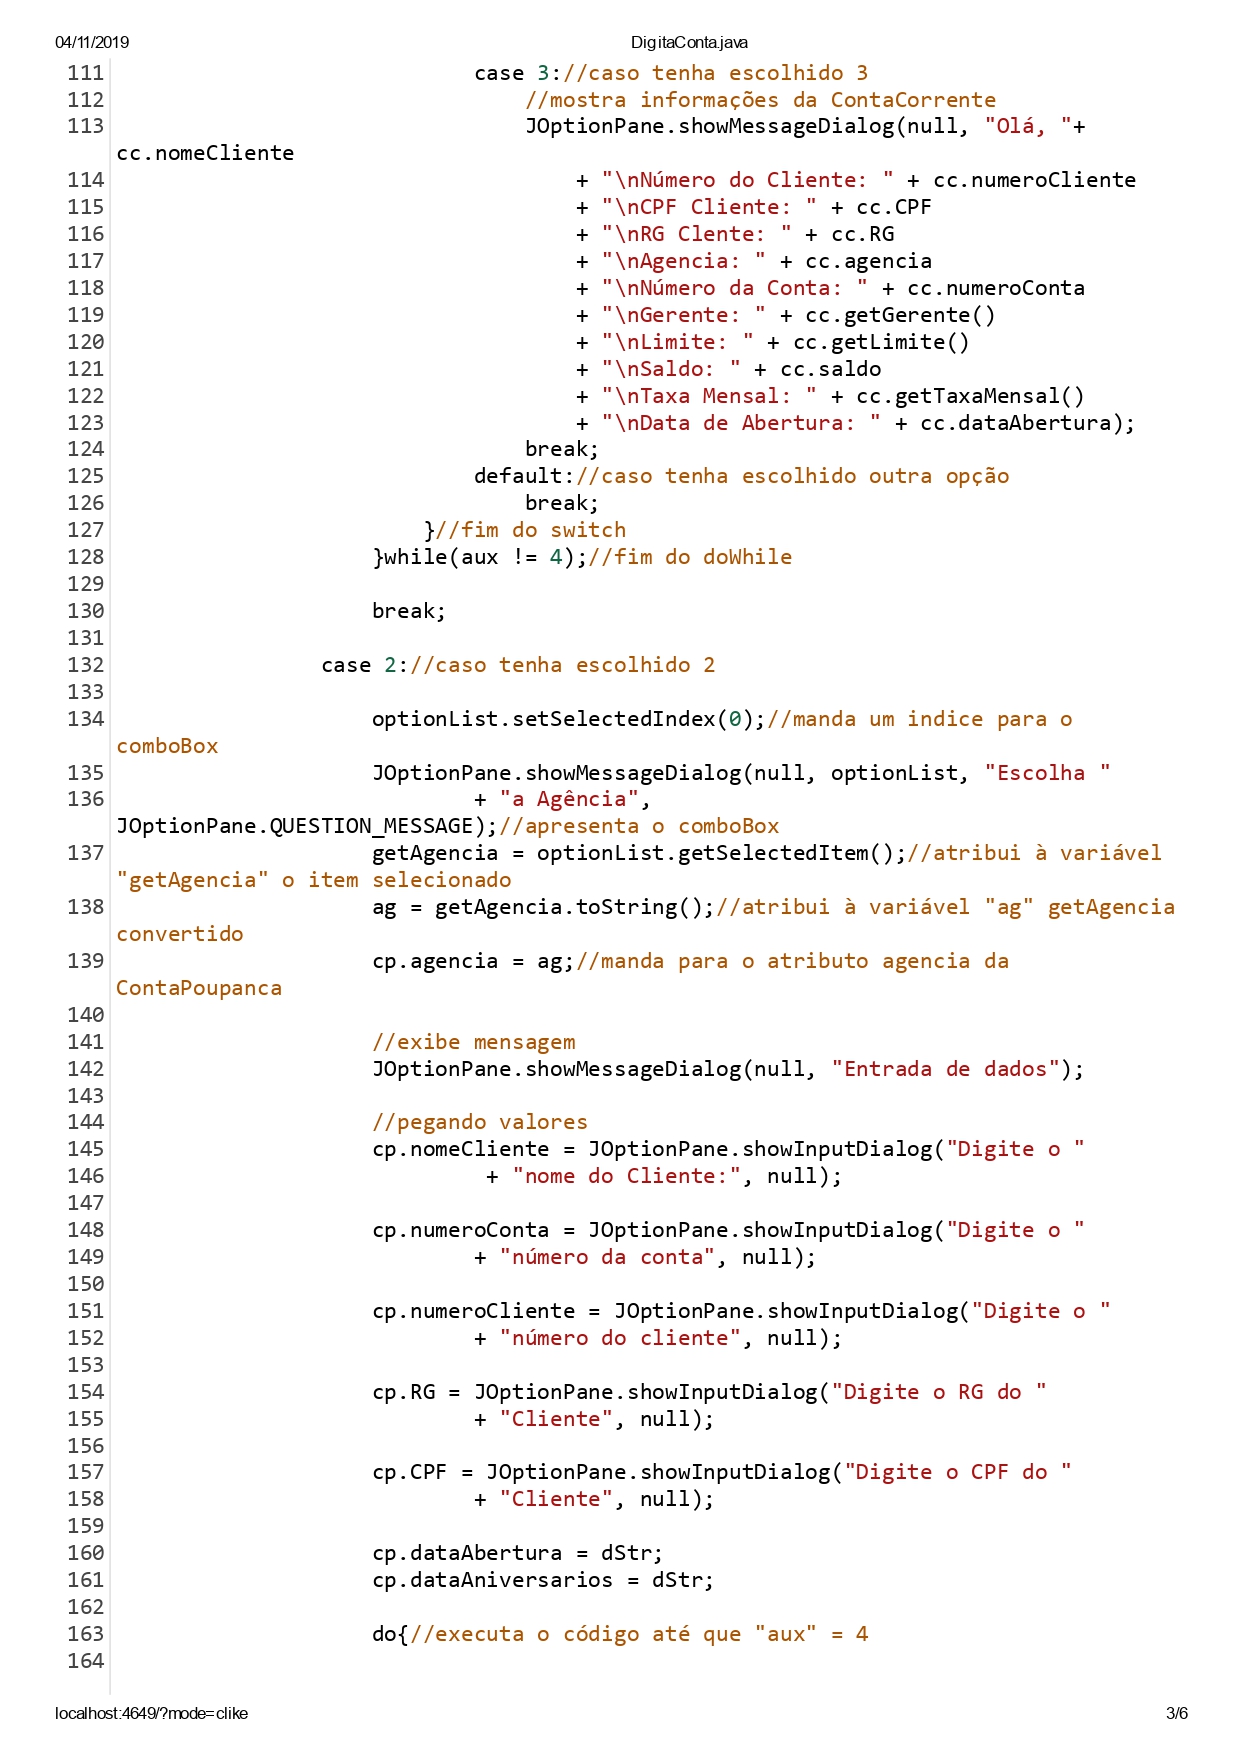 04/11/2019 DigitaConta.java
111 case 3://caso tenha escolhido 3
112 //mostra informações da ContaCorrente
113 JOptionPane.showMessageDialog(null, "Olá, "+
cc.nomeCliente
114 + "\nNúmero do Cliente: " + cc.numeroCliente
115 + "\nCPF Cliente: " + cc.CPF
116 + "\nRG Clente: " + cc.RG
117 + "\nAgencia: " + cc.agencia
118 + "\nNúmero da Conta: " + cc.numeroConta
119 + "\nGerente: " + cc.getGerente()
120 + "\nLimite: " + cc.getLimite()
121 + "\nSaldo: " + cc.saldo
122 + "\nTaxa Mensal: " + cc.getTaxaMensal()
123 + "\nData de Abertura: " + cc.dataAbertura);
124 break;
125 default://caso tenha escolhido outra opção
126 break;
127 }//fim do switch
128 }while(aux != 4);//fim do doWhile
129
130 break;
131
132 case 2://caso tenha escolhido 2
133
134 optionList.setSelectedIndex(0);//manda um indice para o
comboBox
135 JOptionPane.showMessageDialog(null, optionList, "Escolha "
136 + "a Agência",
JOptionPane.QUESTION_MESSAGE);//apresenta o comboBox
137 getAgencia = optionList.getSelectedItem();//atribui à variável
"getAgencia" o item selecionado
138 ag = getAgencia.toString();//atribui à variável "ag" getAgencia
convertido
139 cp.agencia = ag;//manda para o atributo agencia da
ContaPoupanca
140
141 //exibe mensagem
142 JOptionPane.showMessageDialog(null, "Entrada de dados");
143
144 //pegando valores
145 cp.nomeCliente = JOptionPane.showInputDialog("Digite o "
146 + "nome do Cliente:", null);
147
148 cp.numeroConta = JOptionPane.showInputDialog("Digite o "
149 + "número da conta", null);
150
151 cp.numeroCliente = JOptionPane.showInputDialog("Digite o "
152 + "número do cliente", null);
153
154 cp.RG = JOptionPane.showInputDialog("Digite o RG do "
155 + "Cliente", null);
156
157 cp.CPF = JOptionPane.showInputDialog("Digite o CPF do "
158 + "Cliente", null);
159
160 cp.dataAbertura = dStr;
161 cp.dataAniversarios = dStr;
162
163 do{//executa o código até que "aux" = 4
164
localhost:4649/?mode=clike 3/6